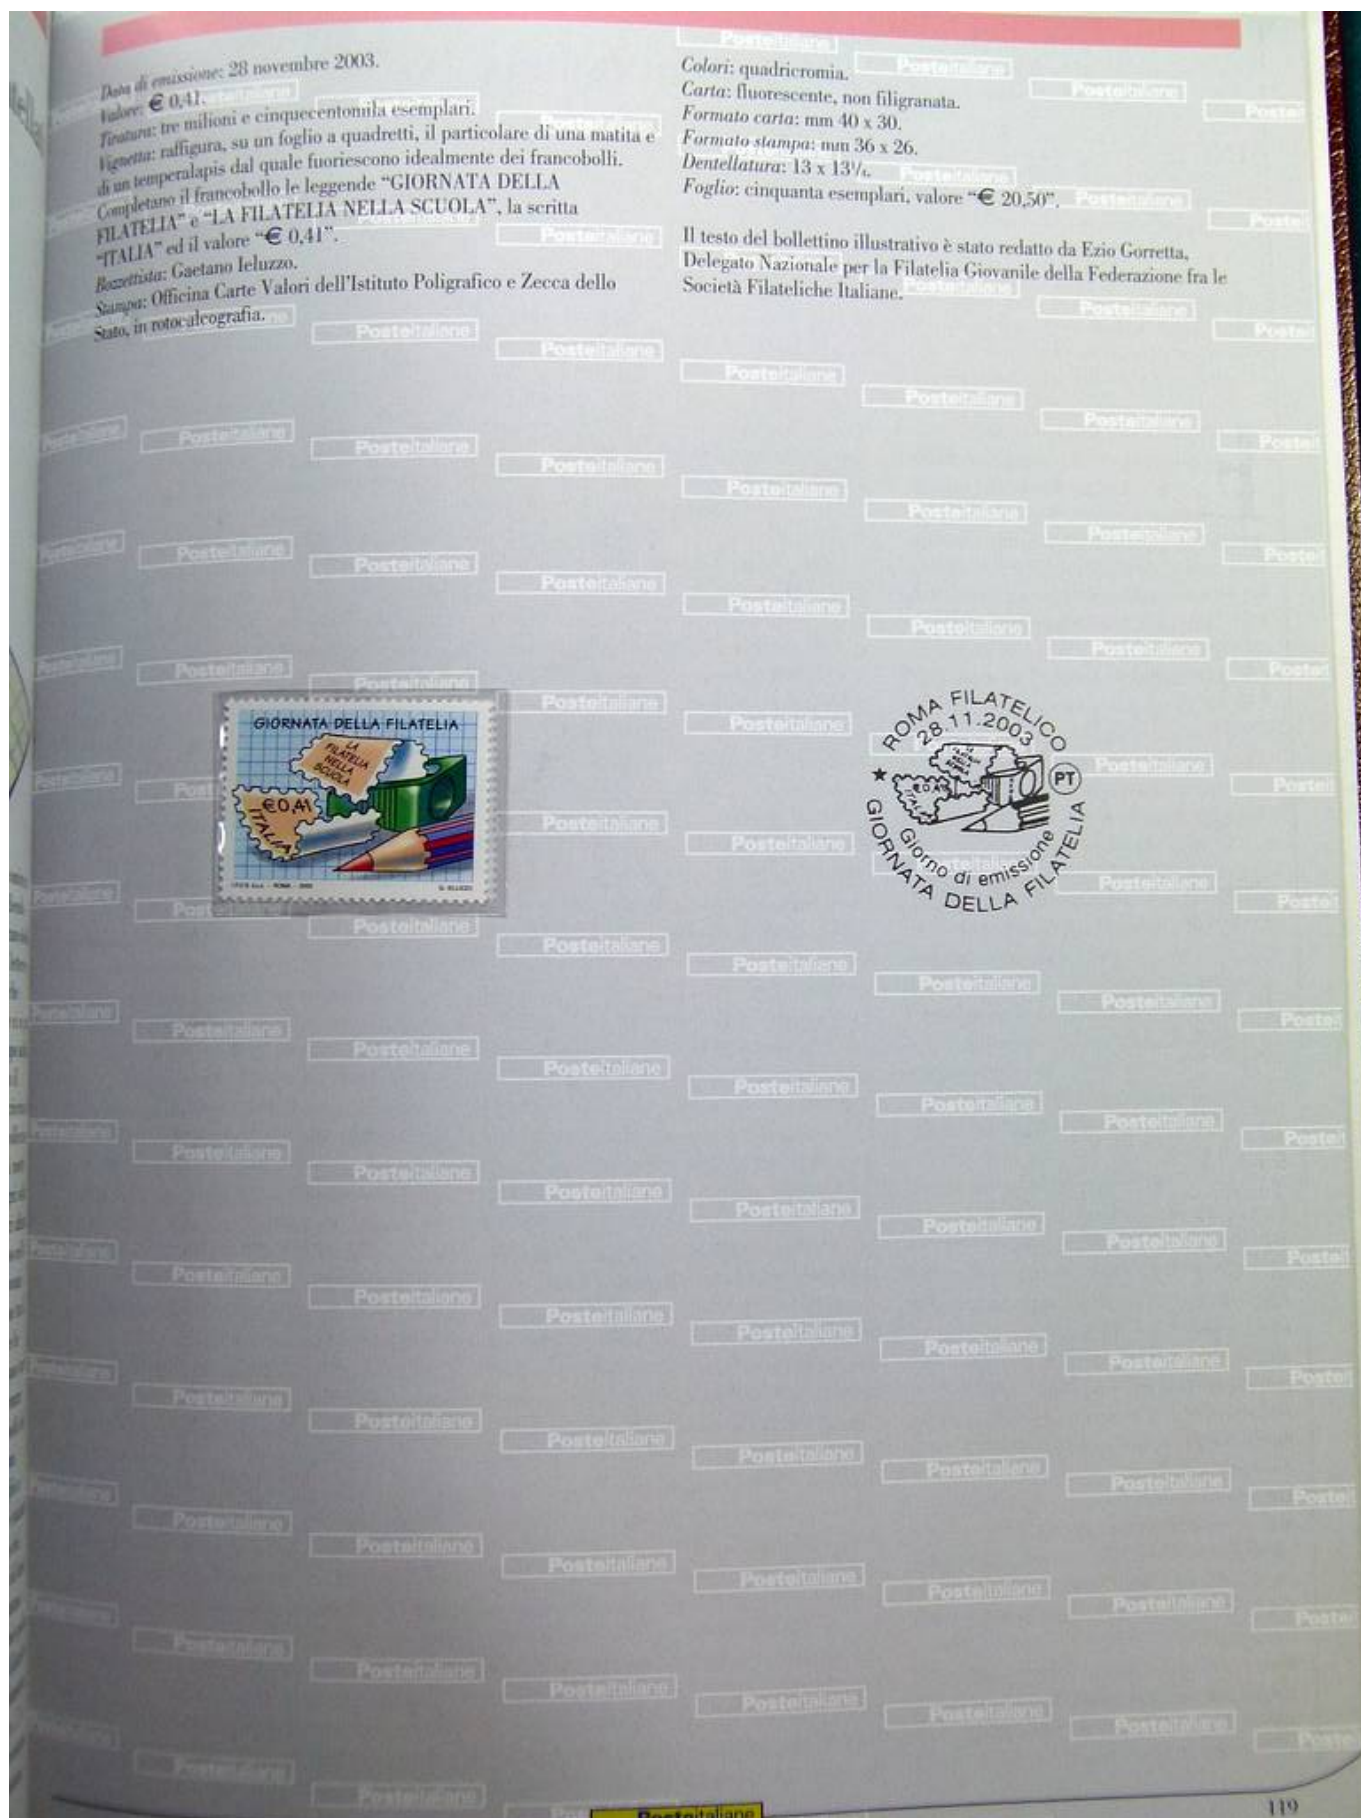 Data di emissione: 28 novembre 2003.
Valore: € 0,41.
Tiratura: tre milioni e cinquecentomila esemplari.
Vignetta: raffigura, su un foglio a quadretti, il particolare di una matita e
di un temperalapis dal quale fuoriescono idealmente dei francobolli.
Completano il francobollo le leggende "GIORNATA DELLA
FILATELIA" e "LA FILATELIA NELLA SCUOLA", la scritta
"ITALIA" ed il valore "€ 0,41".
Bozzettista: Gaetano Ieluzzo.
Stampa: Officina Carte Valori dell'Istituto Poligrafico e Zecca dello
Stato, in rotocalcografia.
Colori: quadricromia.
Carta: fluorescente, non filigranata.
Formato carta: mm 40 x 30.
Formato stampa: mm 36 x 26.
Dentellatura: 13 x 13¼.
Foglio: cinquanta esemplari, valore "€ 20,50".
Il testo del bollettino illustrativo è stato redatto da Ezio Gorretta,
Delegato Nazionale per la Filatelia Giovanile della Federazione fra le
Società Filateliche Italiane.
GIORNATA DELLA FILATELIA
LA
FILATELIA
NELLA
SCUOLA
€0,41
ITALIA
ROMA FILATELICO
28.11.2003
PT
Giorno di emissione
GIORNATA DELLA FILATELIA
Posteitaliane
119